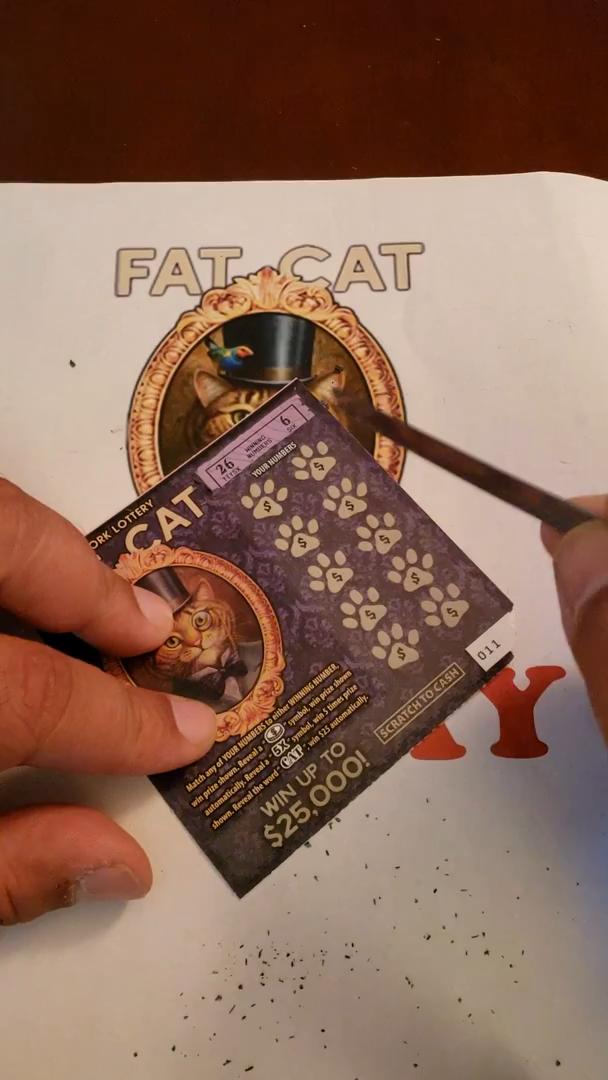 FAT CAT
26
WINNING
NUMBERS
6
SIX
YOUR NUMBERS
ORK LOTTERY
CAT
$
$
$
$
$
$
$
$
$
$
011
Match any of YOUR NUMBERS to either WINNING NUMBER,
win prize shown. Reveal a symbol, win prize shown
automatically. Reveal a 5X symbol, win 5 times prize
shown. Reveal the word CAT, win $25 automatically.
SCRATCH TO CASH
WIN UP TO
$25,000!
Y